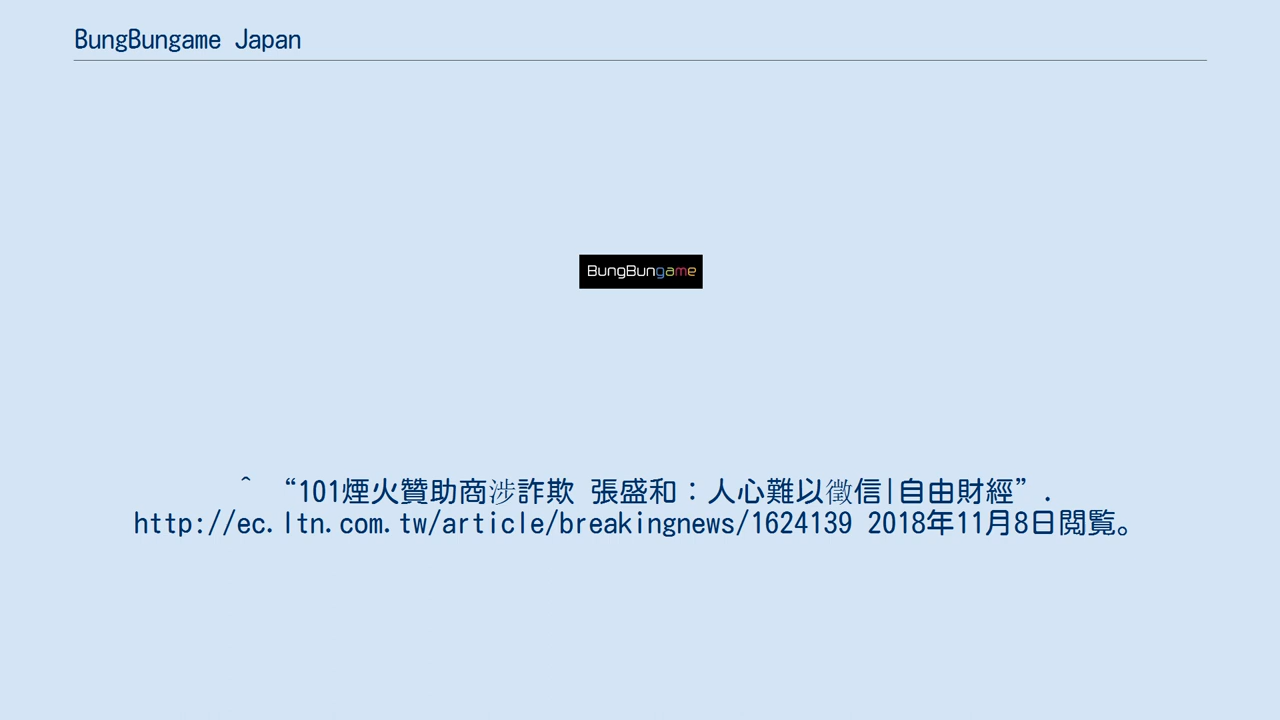 BungBungame Japan
BungBungame
^ “101煙火贊助商涉詐欺 張盛和：人心難以徵信|自由財經”.
http://ec.ltn.com.tw/article/breakingnews/1624139 2018年11月8日閲覧。